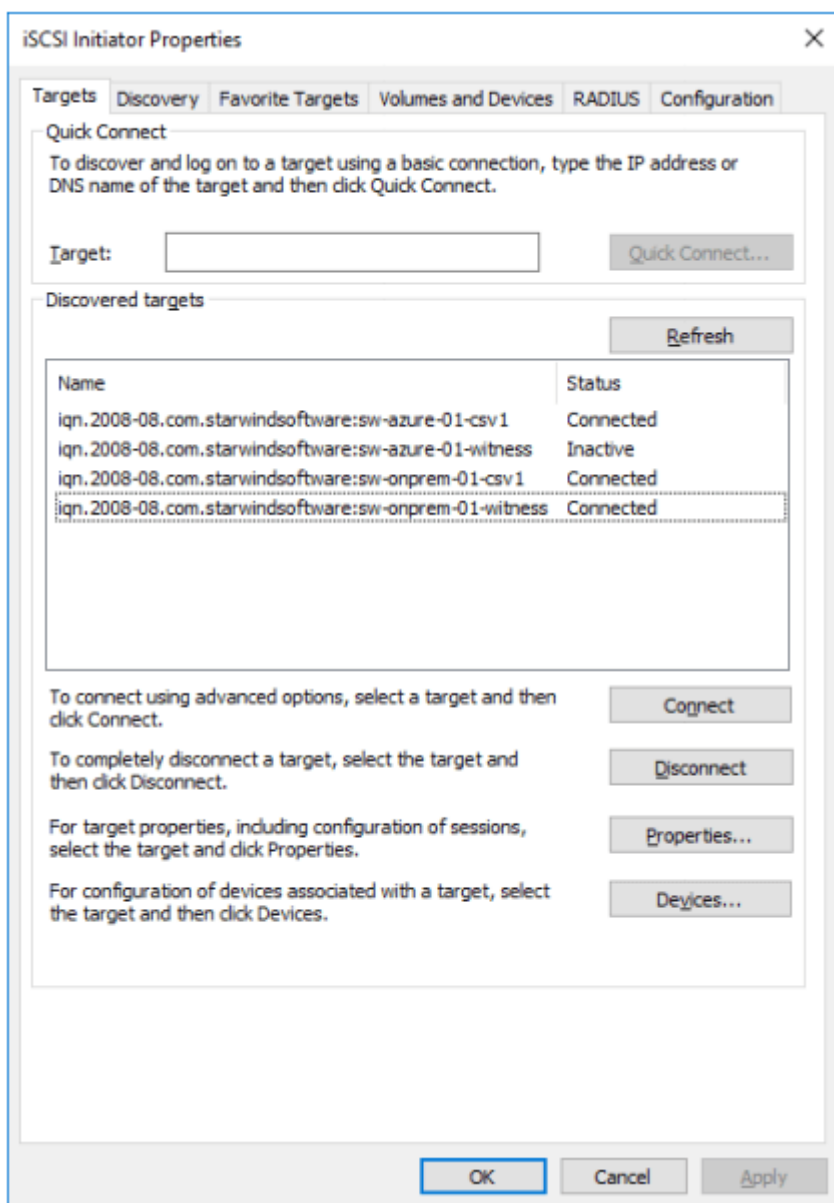 iSCSI Initiator Properties
Targets Discovery Favorite Targets Volumes and Devices RADIUS Configuration
Quick Connect
To discover and log on to a target using a basic connection, type the IP address or
DNS name of the target and then click Quick Connect.
Target:
Quick Connect...
Discovered targets
Refresh
Name Status
iqn.2008-08.com.starwindsoftware:sw-azure-01-csv1 Connected
iqn.2008-08.com.starwindsoftware:sw-azure-01-witness Inactive
iqn.2008-08.com.starwindsoftware:sw-onprem-01-csv1 Connected
iqn.2008-08.com.starwindsoftware:sw-onprem-01-witness Connected
To connect using advanced options, select a target and then
click Connect.
Connect
To completely disconnect a target, select the target and
then click Disconnect.
Disconnect
For target properties, including configuration of sessions,
select the target and click Properties.
Properties...
For configuration of devices associated with a target, select
the target and then click Devices.
Devices...
OK Cancel Apply